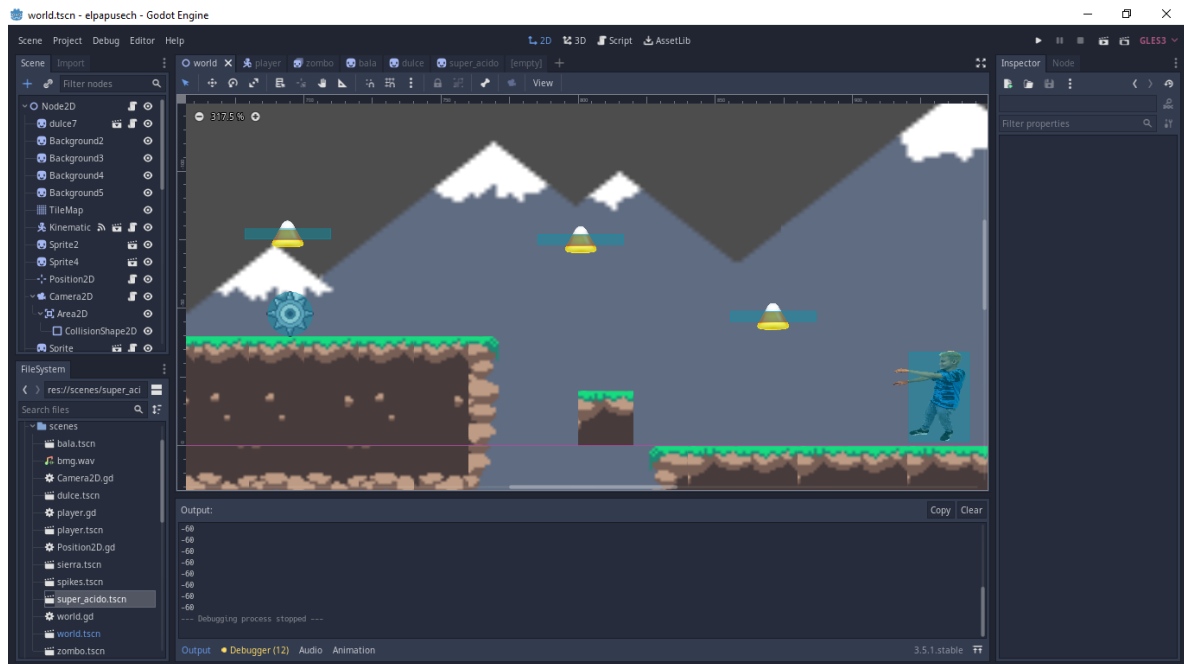 world.tscn - elpapusech - Godot Engine
Scene Project Debug Editor Help
2D 3D Script AssetLib
GLES3
Scene Import
world player zombo bala dulce super_acido [empty]
Inspector Node
Filter nodes
View
Node2D
dulce7
Background2
Background3
Background4
Background5
TileMap
Kinematic
Sprite2
Sprite4
Position2D
Camera2D
Area2D
CollisionShape2D
Sprite
317.5 %
Filter properties
FileSystem
res://scenes/super_aci
Search files
scenes
bala.tscn
bmg.wav
Camera2D.gd
dulce.tscn
player.gd
player.tscn
Position2D.gd
sierra.tscn
spikes.tscn
super_acido.tscn
world.gd
world.tscn
zombo.tscn
Output:
Copy Clear
-60
-60
-60
-60
-60
-60
-60
-60
--- Debugging process stopped ---
Output Debugger (12) Audio Animation
3.5.1.stable